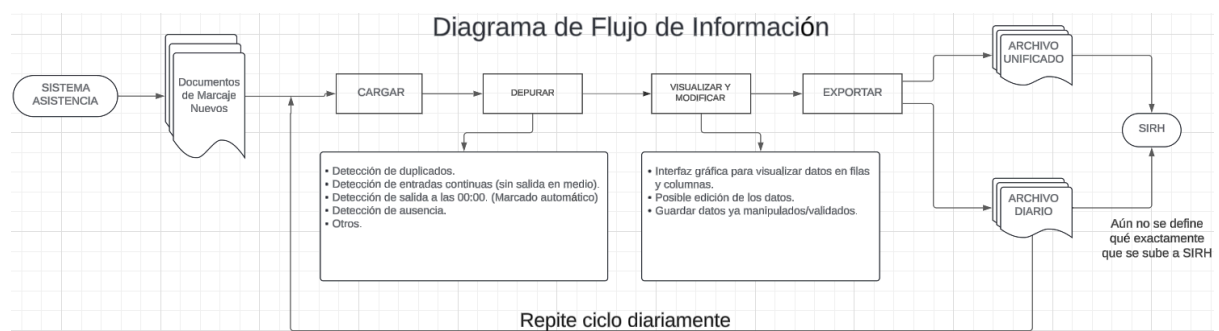 Diagrama de Flujo de Información
SISTEMA
ASISTENCIA
Documentos
de Marcaje
Nuevos
CARGAR
DEPURAR
VISUALIZAR Y
MODIFICAR
EXPORTAR
ARCHIVO
UNIFICADO
SIRH
ARCHIVO
DIARIO
• Detección de duplicados.
• Detección de entradas continuas (sin salida en medio).
• Detección de salida a las 00:00. (Marcado automático)
• Detección de ausencia.
• Otros.
• Interfaz gráfica para visualizar datos en filas
y columnas.
• Posible edición de los datos.
• Guardar datos ya manipulados/validados.
Aún no se define
qué exactamente
que se sube a SIRH
Repite ciclo diariamente